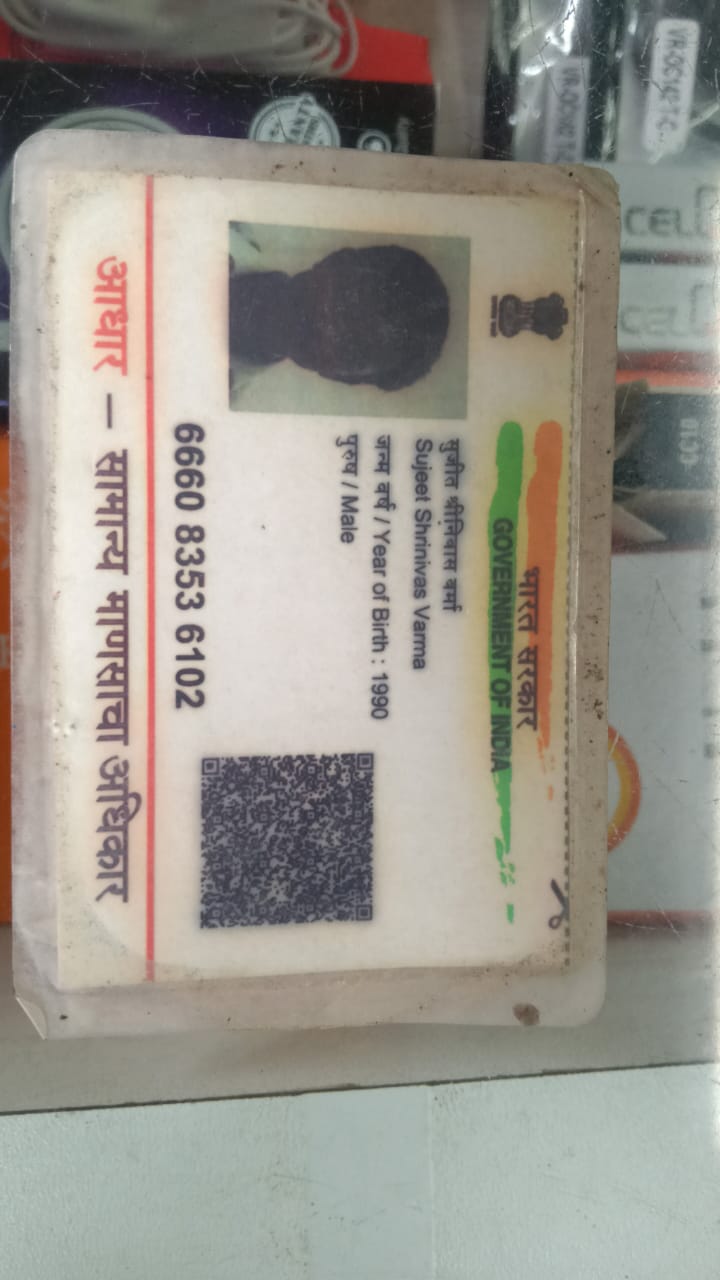 भारत सरकार
GOVERNMENT OF INDIA
सुजीत श्रीनिवास वर्मा
Sujeet Shrinivas Varma
जन्म वर्ष / Year of Birth : 1990
पुरुष / Male
6660 8353 6102
आधार – सामान्य माणसाचा अधिकार